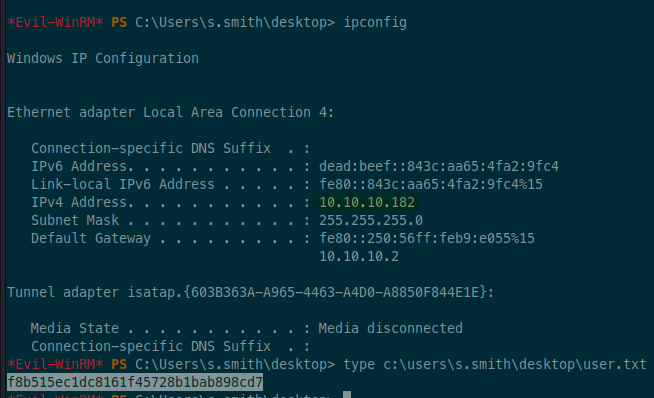 *Evil-WinRM* PS C:\Users\s.smith\desktop> ipconfig
Windows IP Configuration
Ethernet adapter Local Area Connection 4:
Connection-specific DNS Suffix  . :
IPv6 Address. . . . . . . . . . . : dead:beef::843c:aa65:4fa2:9fc4
Link-local IPv6 Address . . . . . : fe80::843c:aa65:4fa2:9fc4%15
IPv4 Address. . . . . . . . . . . : 10.10.10.182
Subnet Mask . . . . . . . . . . . : 255.255.255.0
Default Gateway . . . . . . . . . : fe80::250:56ff:feb9:e055%15
10.10.10.2
Tunnel adapter isatap.{603B363A-A965-4463-A4D0-A8850F844E1E}:
Media State . . . . . . . . . . . : Media disconnected
Connection-specific DNS Suffix  . :
*Evil-WinRM* PS C:\Users\s.smith\desktop> type c:\users\s.smith\desktop\user.txt
f8b515ec1dc8161f45728b1bab898cd7
*Evil-WinRM* PS C:\Users\s.smith\desktop>